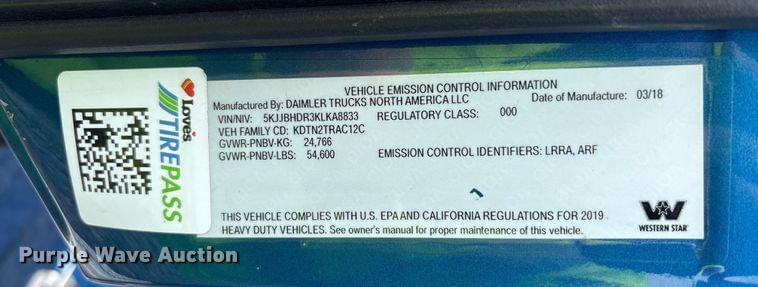 Love's
TIREPASS
VEHICLE EMISSION CONTROL INFORMATION
Manufactured By: DAIMLER TRUCKS NORTH AMERICA LLC Date of Manufacture: 03/18
VIN/NIV: 5KJJBHDR3KLKA8833 REGULATORY CLASS: 000
VEH FAMILY CD: KDTN2TRAC12C
GVWR-PNBV-KG: 24,766
GVWR-PNBV-LBS: 54,600 EMISSION CONTROL IDENTIFIERS: LRRA, ARF
THIS VEHICLE COMPLIES WITH U.S. EPA AND CALIFORNIA REGULATIONS FOR 2019
HEAVY DUTY VEHICLES. See owner's manual for proper maintenance of this vehicle.
WESTERN STAR
Purple Wave Auction